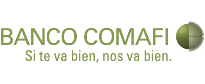 BANCO COMAFI
Si te va bien, nos va bien.